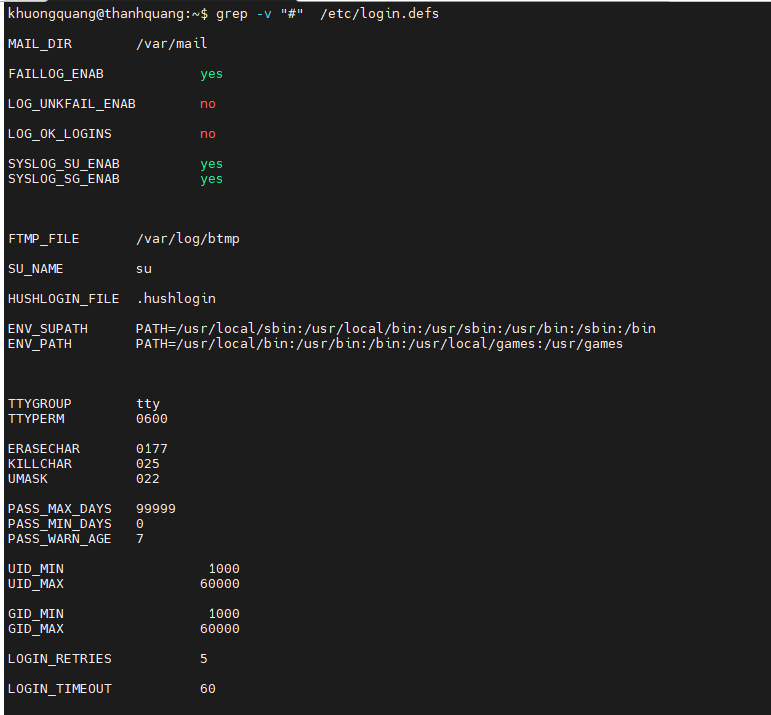 khuongquang@thanhquang:~$ grep -v "#"  /etc/login.defs
MAIL_DIR        /var/mail
FAILLOG_ENAB            yes
LOG_UNKFAIL_ENAB        no
LOG_OK_LOGINS           no
SYSLOG_SU_ENAB          yes
SYSLOG_SG_ENAB          yes
FTMP_FILE       /var/log/btmp
SU_NAME         su
HUSHLOGIN_FILE  .hushlogin
ENV_SUPATH      PATH=/usr/local/sbin:/usr/local/bin:/usr/sbin:/usr/bin:/sbin:/bin
ENV_PATH        PATH=/usr/local/bin:/usr/bin:/bin:/usr/local/games:/usr/games
TTYGROUP        tty
TTYPERM         0600
ERASECHAR       0177
KILLCHAR        025
UMASK           022
PASS_MAX_DAYS   99999
PASS_MIN_DAYS   0
PASS_WARN_AGE   7
UID_MIN                  1000
UID_MAX                 60000
GID_MIN                  1000
GID_MAX                 60000
LOGIN_RETRIES           5
LOGIN_TIMEOUT           60